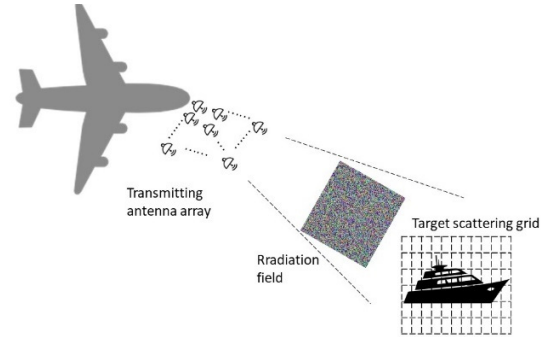 Transmitting
antenna array
Rradiation
field
Target scattering grid